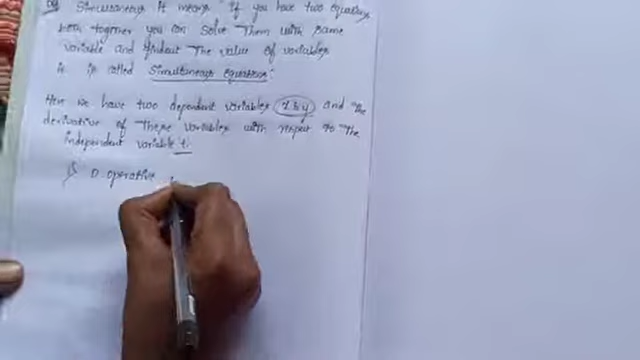 Simultaneous it means " If you have two equations
both together you can solve Them with same
variable and findout The value of variables
it is called Simultaneous Equations"
Here we have two dependent variables x & y and The
derivative of These variables with respect to The
independent variable t.
D-operative